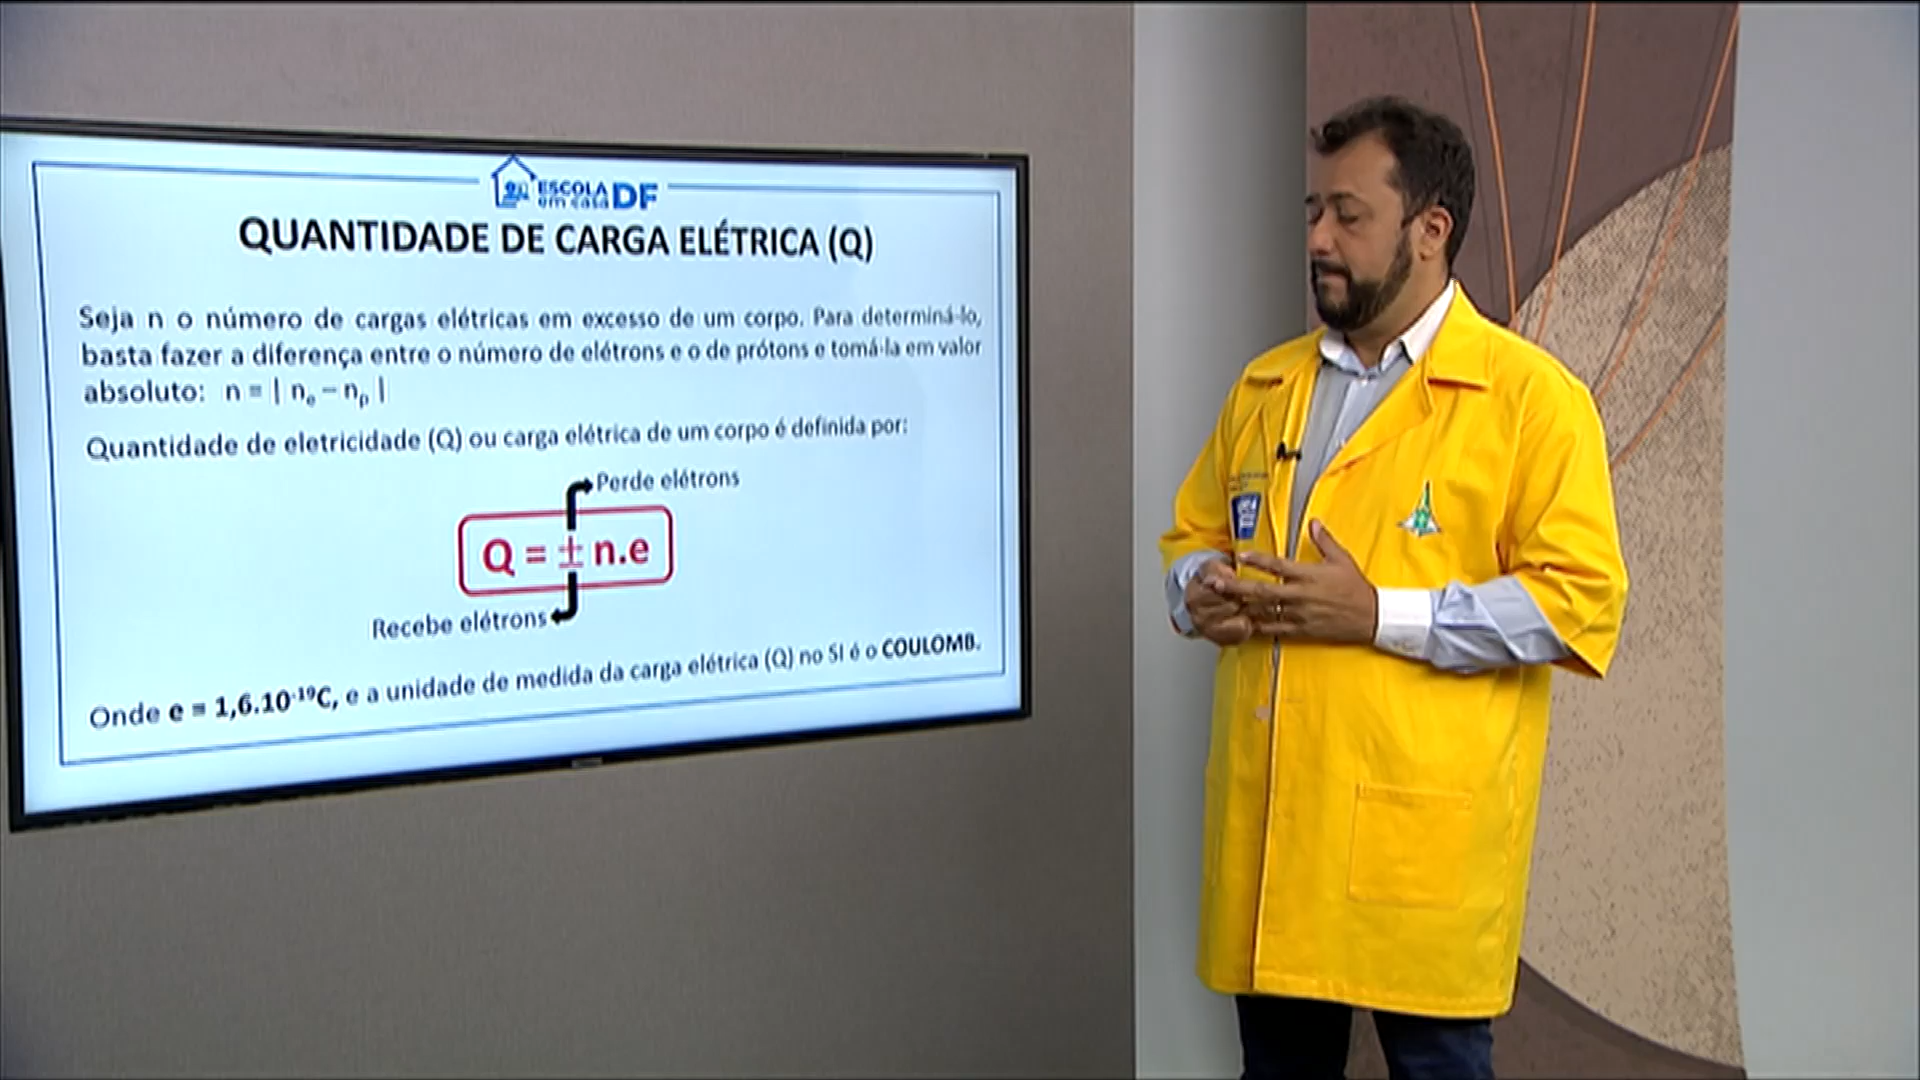 ESCOLA
em casa DF
QUANTIDADE DE CARGA ELÉTRICA (Q)
Seja n o número de cargas elétricas em excesso de um corpo. Para determiná-lo,
basta fazer a diferença entre o número de elétrons e o de prótons e tomá-la em valor
absoluto: n = | nₑ – nₚ |
Quantidade de eletricidade (Q) ou carga elétrica de um corpo é definida por:
Perde elétrons
Q = ± n.e
Recebe elétrons
Onde e = 1,6.10⁻¹⁹C, e a unidade de medida da carga elétrica (Q) no SI é o COULOMB.